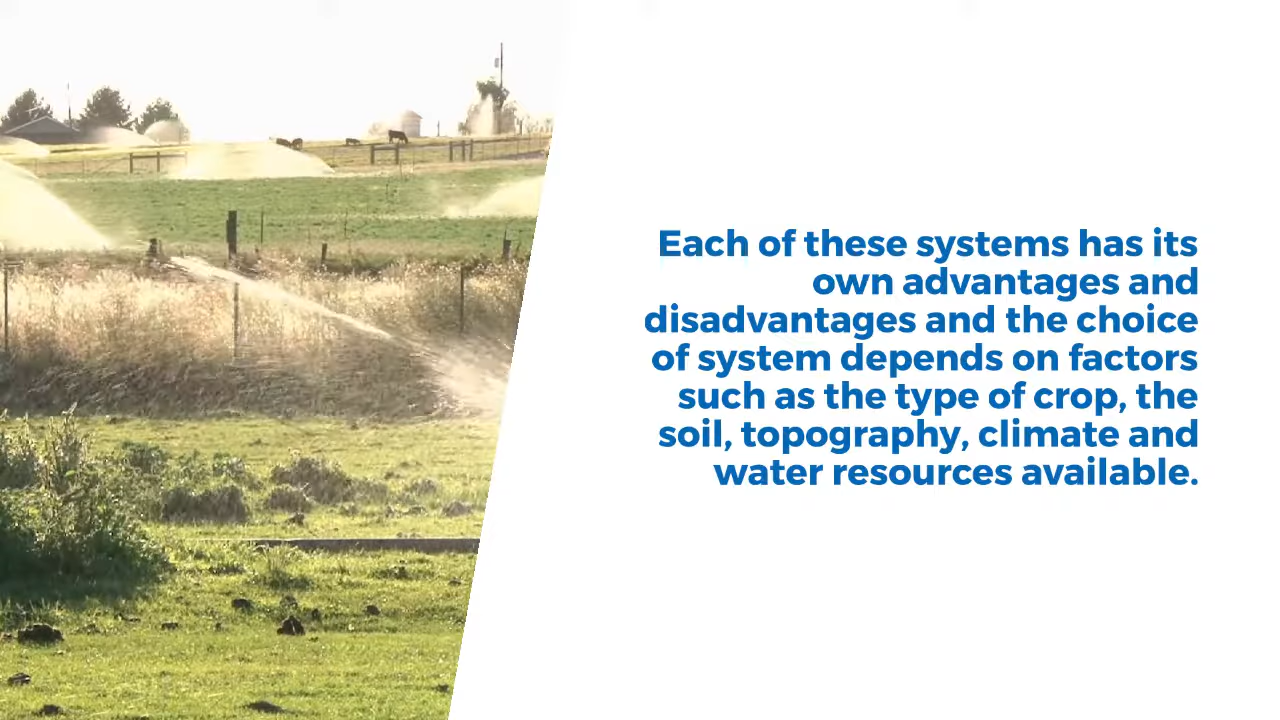 Each of these systems has its
own advantages and
disadvantages and the choice
of system depends on factors
such as the type of crop, the
soil, topography, climate and
water resources available.